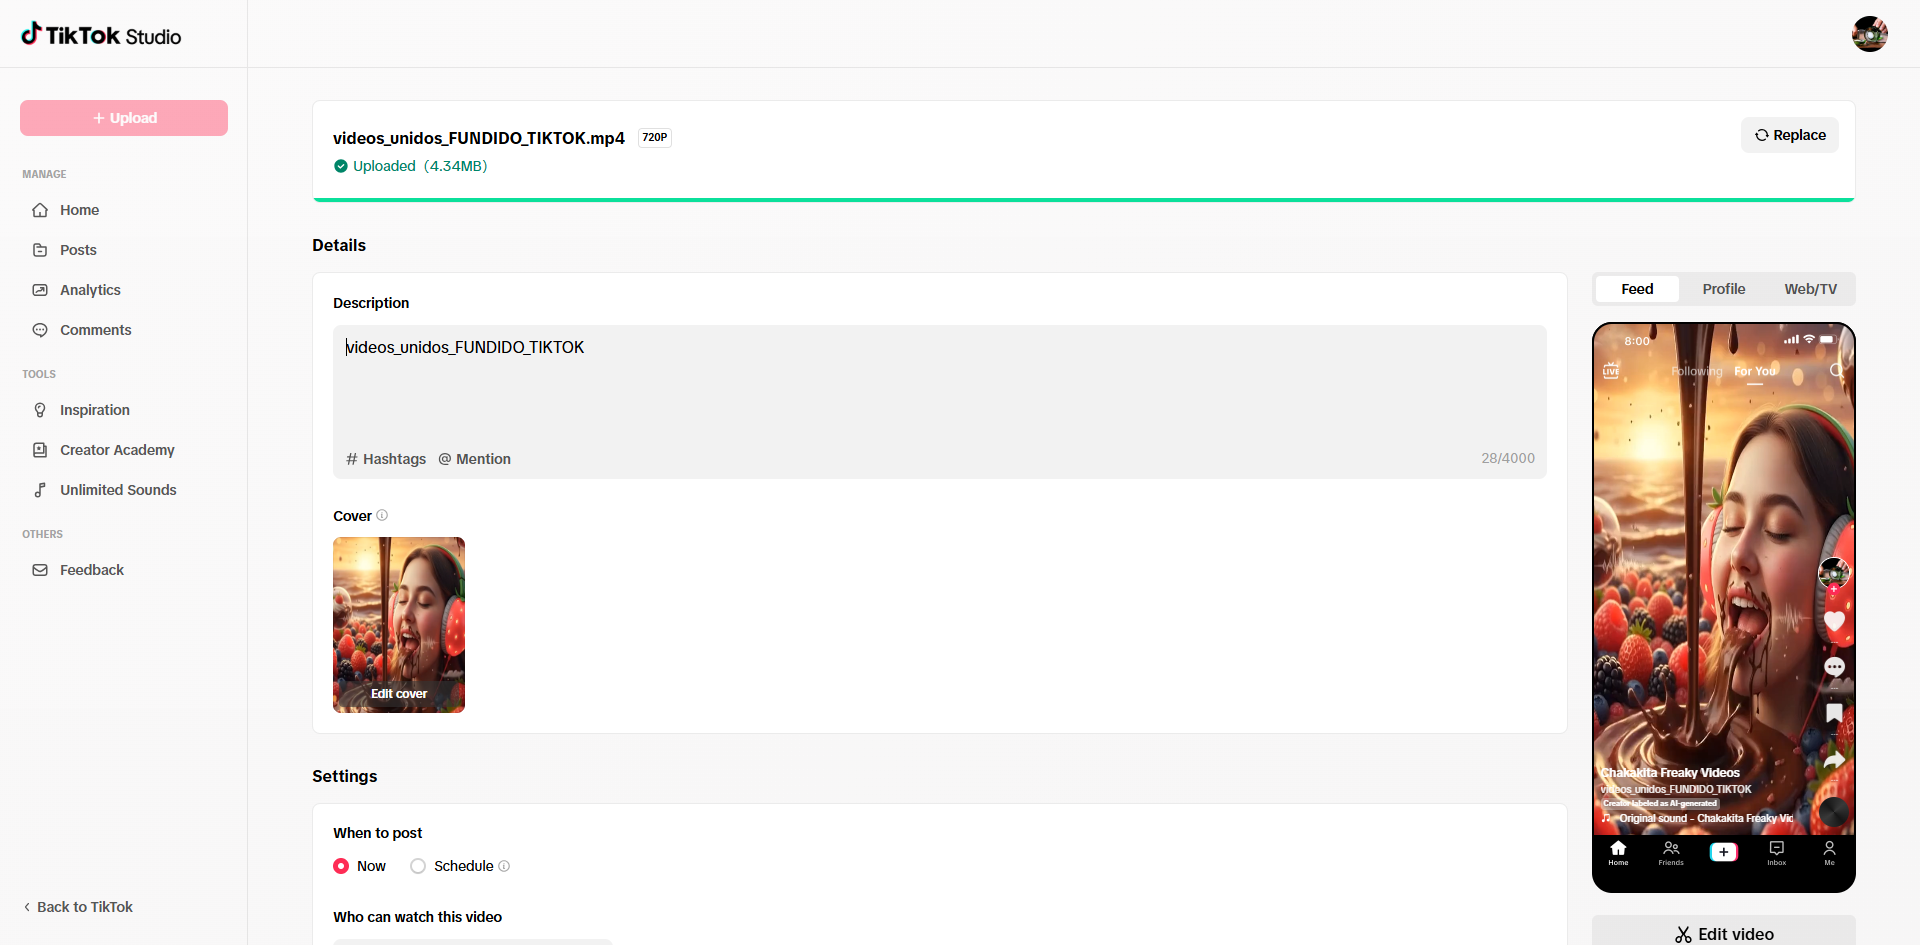 TikTok Studio
+ Upload
MANAGE
Home
Posts
Analytics
Comments
TOOLS
Inspiration
Creator Academy
Unlimited Sounds
OTHERS
Feedback
< Back to TikTok
videos_unidos_FUNDIDO_TIKTOK.mp4 720P
Uploaded (4.34MB)
Replace
Details
Description
videos_unidos_FUNDIDO_TIKTOK
# Hashtags @ Mention 28/4000
Cover
Edit cover
Settings
When to post
Now Schedule
Who can watch this video
Feed Profile Web/TV
8:00
LIVE Following For You
Chakakita Freaky Videos
videos_unidos_FUNDIDO_TIKTOK
Creator labeled as AI-generated
Original sound - Chakakita Freaky Vid
Home Friends Inbox Me
Edit video